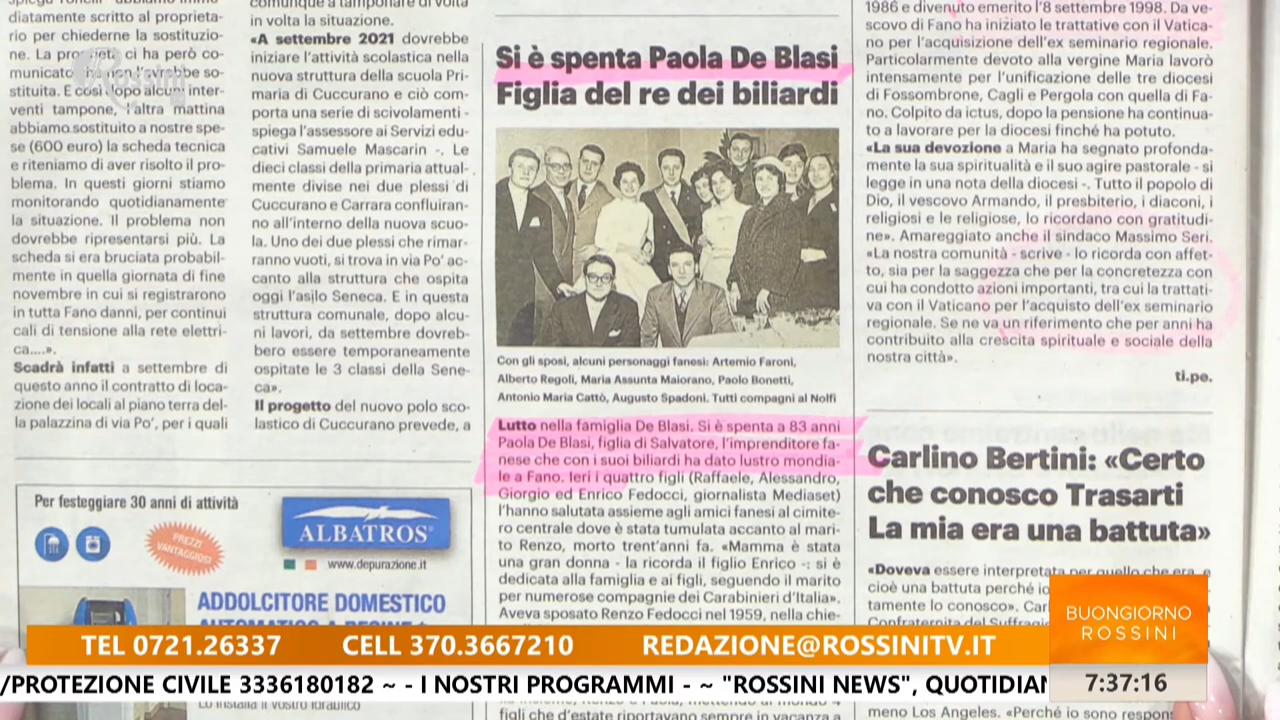 diatamente scritto al proprieta-
rio per chiederne la sostituzio-
ne. La proprietà ci ha però co-
municato che non l'avrebbe so-
stituita. E così dopo alcuni inter-
venti tampone, l'altra mattina
abbiamo sostituito a nostre spe-
se (600 euro) la scheda tecnica
e riteniamo di aver risolto il pro-
blema. In questi giorni stiamo
monitorando quotidianamente
la situazione. Il problema non
dovrebbe ripresentarsi più. La
scheda si era bruciata probabil-
mente in quella giornata di fine
novembre in cui si registrarono
in tutta Fano danni, per continui
cali di tensione alla rete elettri-
ca....».
Scadrà infatti a settembre di
questo anno il contratto di loca-
zione dei locali al piano terra del-
la palazzina di via Po', per i quali
comunque a tamponare di volta
in volta la situazione.
«A settembre 2021 dovrebbe
iniziare l'attività scolastica nella
nuova struttura della scuola Pri-
maria di Cuccurano e ciò com-
porta una serie di scivolamenti -
spiega l'assessore ai Servizi edu-
cativi Samuele Mascarin -. Le
dieci classi della primaria attual-
mente divise nei due plessi di
Cuccurano e Carrara confluiran-
no all'interno della nuova scuo-
la. Uno dei due plessi che rimar-
ranno vuoti, si trova in via Po' ac-
canto alla struttura che ospita
oggi l'asilo Seneca. E in questa
struttura comunale, dopo alcu-
ni lavori, da settembre dovreb-
bero essere temporaneamente
ospitate le 3 classi della Sene-
ca».
Il progetto del nuovo polo sco-
lastico di Cuccurano prevede, a
Si è spenta Paola De Blasi
Figlia del re dei biliardi
Con gli sposi, alcuni personaggi fanesi: Artemio Faroni,
Alberto Regoli, Maria Assunta Maiorano, Paolo Bonetti,
Antonio Maria Cattò, Augusto Spadoni. Tutti compagni al Nolfi
Lutto nella famiglia De Blasi. Si è spenta a 83 anni
Paola De Blasi, figlia di Salvatore, l'imprenditore fa-
nese che con i suoi biliardi ha dato lustro mondia-
le a Fano. Ieri i quattro figli (Raffaele, Alessandro,
Giorgio ed Enrico Fedocci, giornalista Mediaset)
l'hanno salutata assieme agli amici fanesi al cimite-
ro centrale dove è stata tumulata accanto al mari-
to Renzo, morto trent'anni fa. «Mamma è stata
una gran donna - la ricorda il figlio Enrico -: si è
dedicata alla famiglia e ai figli, seguendo il marito
per numerose compagnie dei Carabinieri d'Italia».
Aveva sposato Renzo Fedocci nel 1959, nella chie-
figli che d'estate riportavano sempre in vacanza a
1986 e divenuto emerito l'8 settembre 1998. Da ve-
scovo di Fano ha iniziato le trattative con il Vatica-
no per l'acquisizione dell'ex seminario regionale.
Particolarmente devoto alla vergine Maria lavorò
intensamente per l'unificazione delle tre diocesi
di Fossombrone, Cagli e Pergola con quella di Fa-
no. Colpito da ictus, dopo la pensione ha continua-
to a lavorare per la diocesi finché ha potuto.
«La sua devozione a Maria ha segnato profonda-
mente la sua spiritualità e il suo agire pastorale - si
legge in una nota della diocesi -. Tutto il popolo di
Dio, il vescovo Armando, il presbiterio, i diaconi, i
religiosi e le religiose, lo ricordano con gratitudi-
ne». Amareggiato anche il sindaco Massimo Seri.
«La nostra comunità - scrive - lo ricorda con affet-
to, sia per la saggezza che per la concretezza con
cui ha condotto azioni importanti, tra cui la trattati-
va con il Vaticano per l'acquisto dell'ex seminario
regionale. Se ne va un riferimento che per anni ha
contribuito alla crescita spirituale e sociale della
nostra città».
ti.pe.
Carlino Bertini: «Certo
che conosco Trasarti
La mia era una battuta»
«Doveva essere interpretata per quello che era, e
cioè una battuta perché io
tamente lo conosco». Carl
Confraternita del Suffragio
meno Los Angeles. «Perché io sono respon
Per festeggiare 30 anni di attività
PREZZI
VANTAGGIOSI
ALBATROS®
www.depurazione.it
ADDOLCITORE DOMESTICO
Rossini
TEL 0721.26337 CELL 370.3667210 REDAZIONE@ROSSINITV.IT
BUONGIORNO
ROSSINI
/PROTEZIONE CIVILE 3336180182 ~ - I NOSTRI PROGRAMMI - ~ "ROSSINI NEWS", QUOTIDIAN
7:37:16